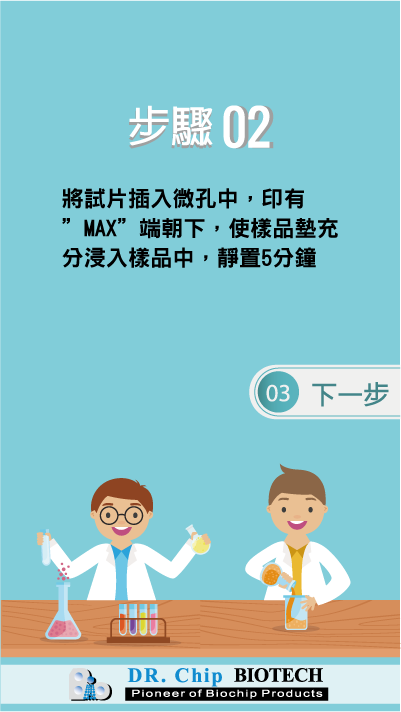 步驟 02
將試片插入微孔中，印有
”MAX”端朝下，使樣品墊充
分浸入樣品中，靜置5分鐘
03 下一步
DR. Chip BIOTECH
Pioneer of Biochip Products